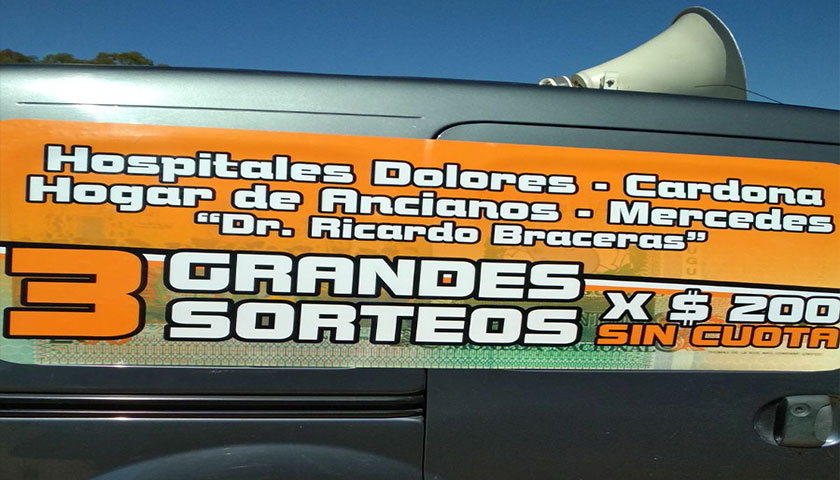 Hospitales Dolores - Cardona
Hogar de Ancianos - Mercedes
"Dr. Ricardo Braceras"
3 GRANDES
SORTEOS
X $ 200
SIN CUOTA